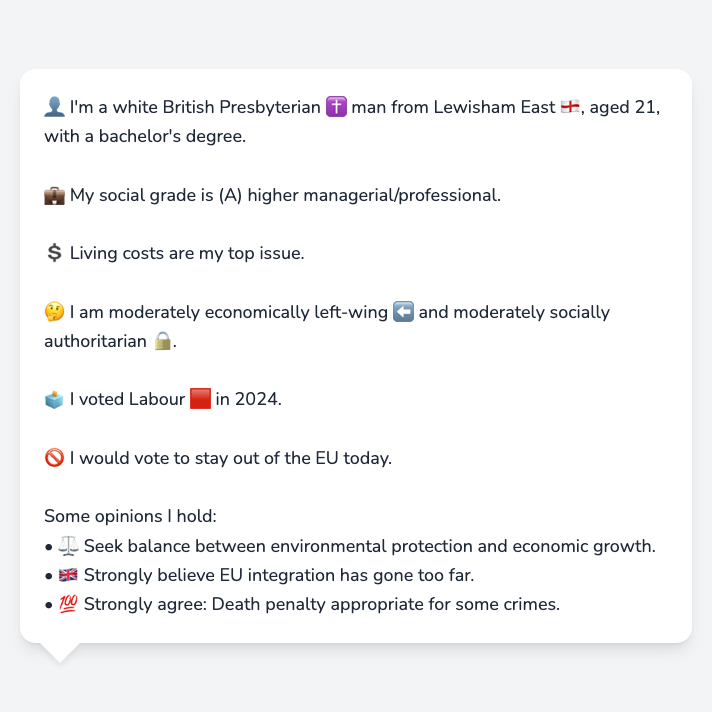 👤 I'm a white British Presbyterian ✝️ man from Lewisham East 🏴󠁧󠁢󠁥󠁮󠁧󠁿, aged 21,
with a bachelor's degree.
💼 My social grade is (A) higher managerial/professional.
💲 Living costs are my top issue.
🤔 I am moderately economically left-wing ⬅️ and moderately socially
authoritarian 🔒.
🗳️ I voted Labour 🟥 in 2024.
🚫 I would vote to stay out of the EU today.
Some opinions I hold:
• ⚖️ Seek balance between environmental protection and economic growth.
• 🇬🇧 Strongly believe EU integration has gone too far.
• 💯 Strongly agree: Death penalty appropriate for some crimes.